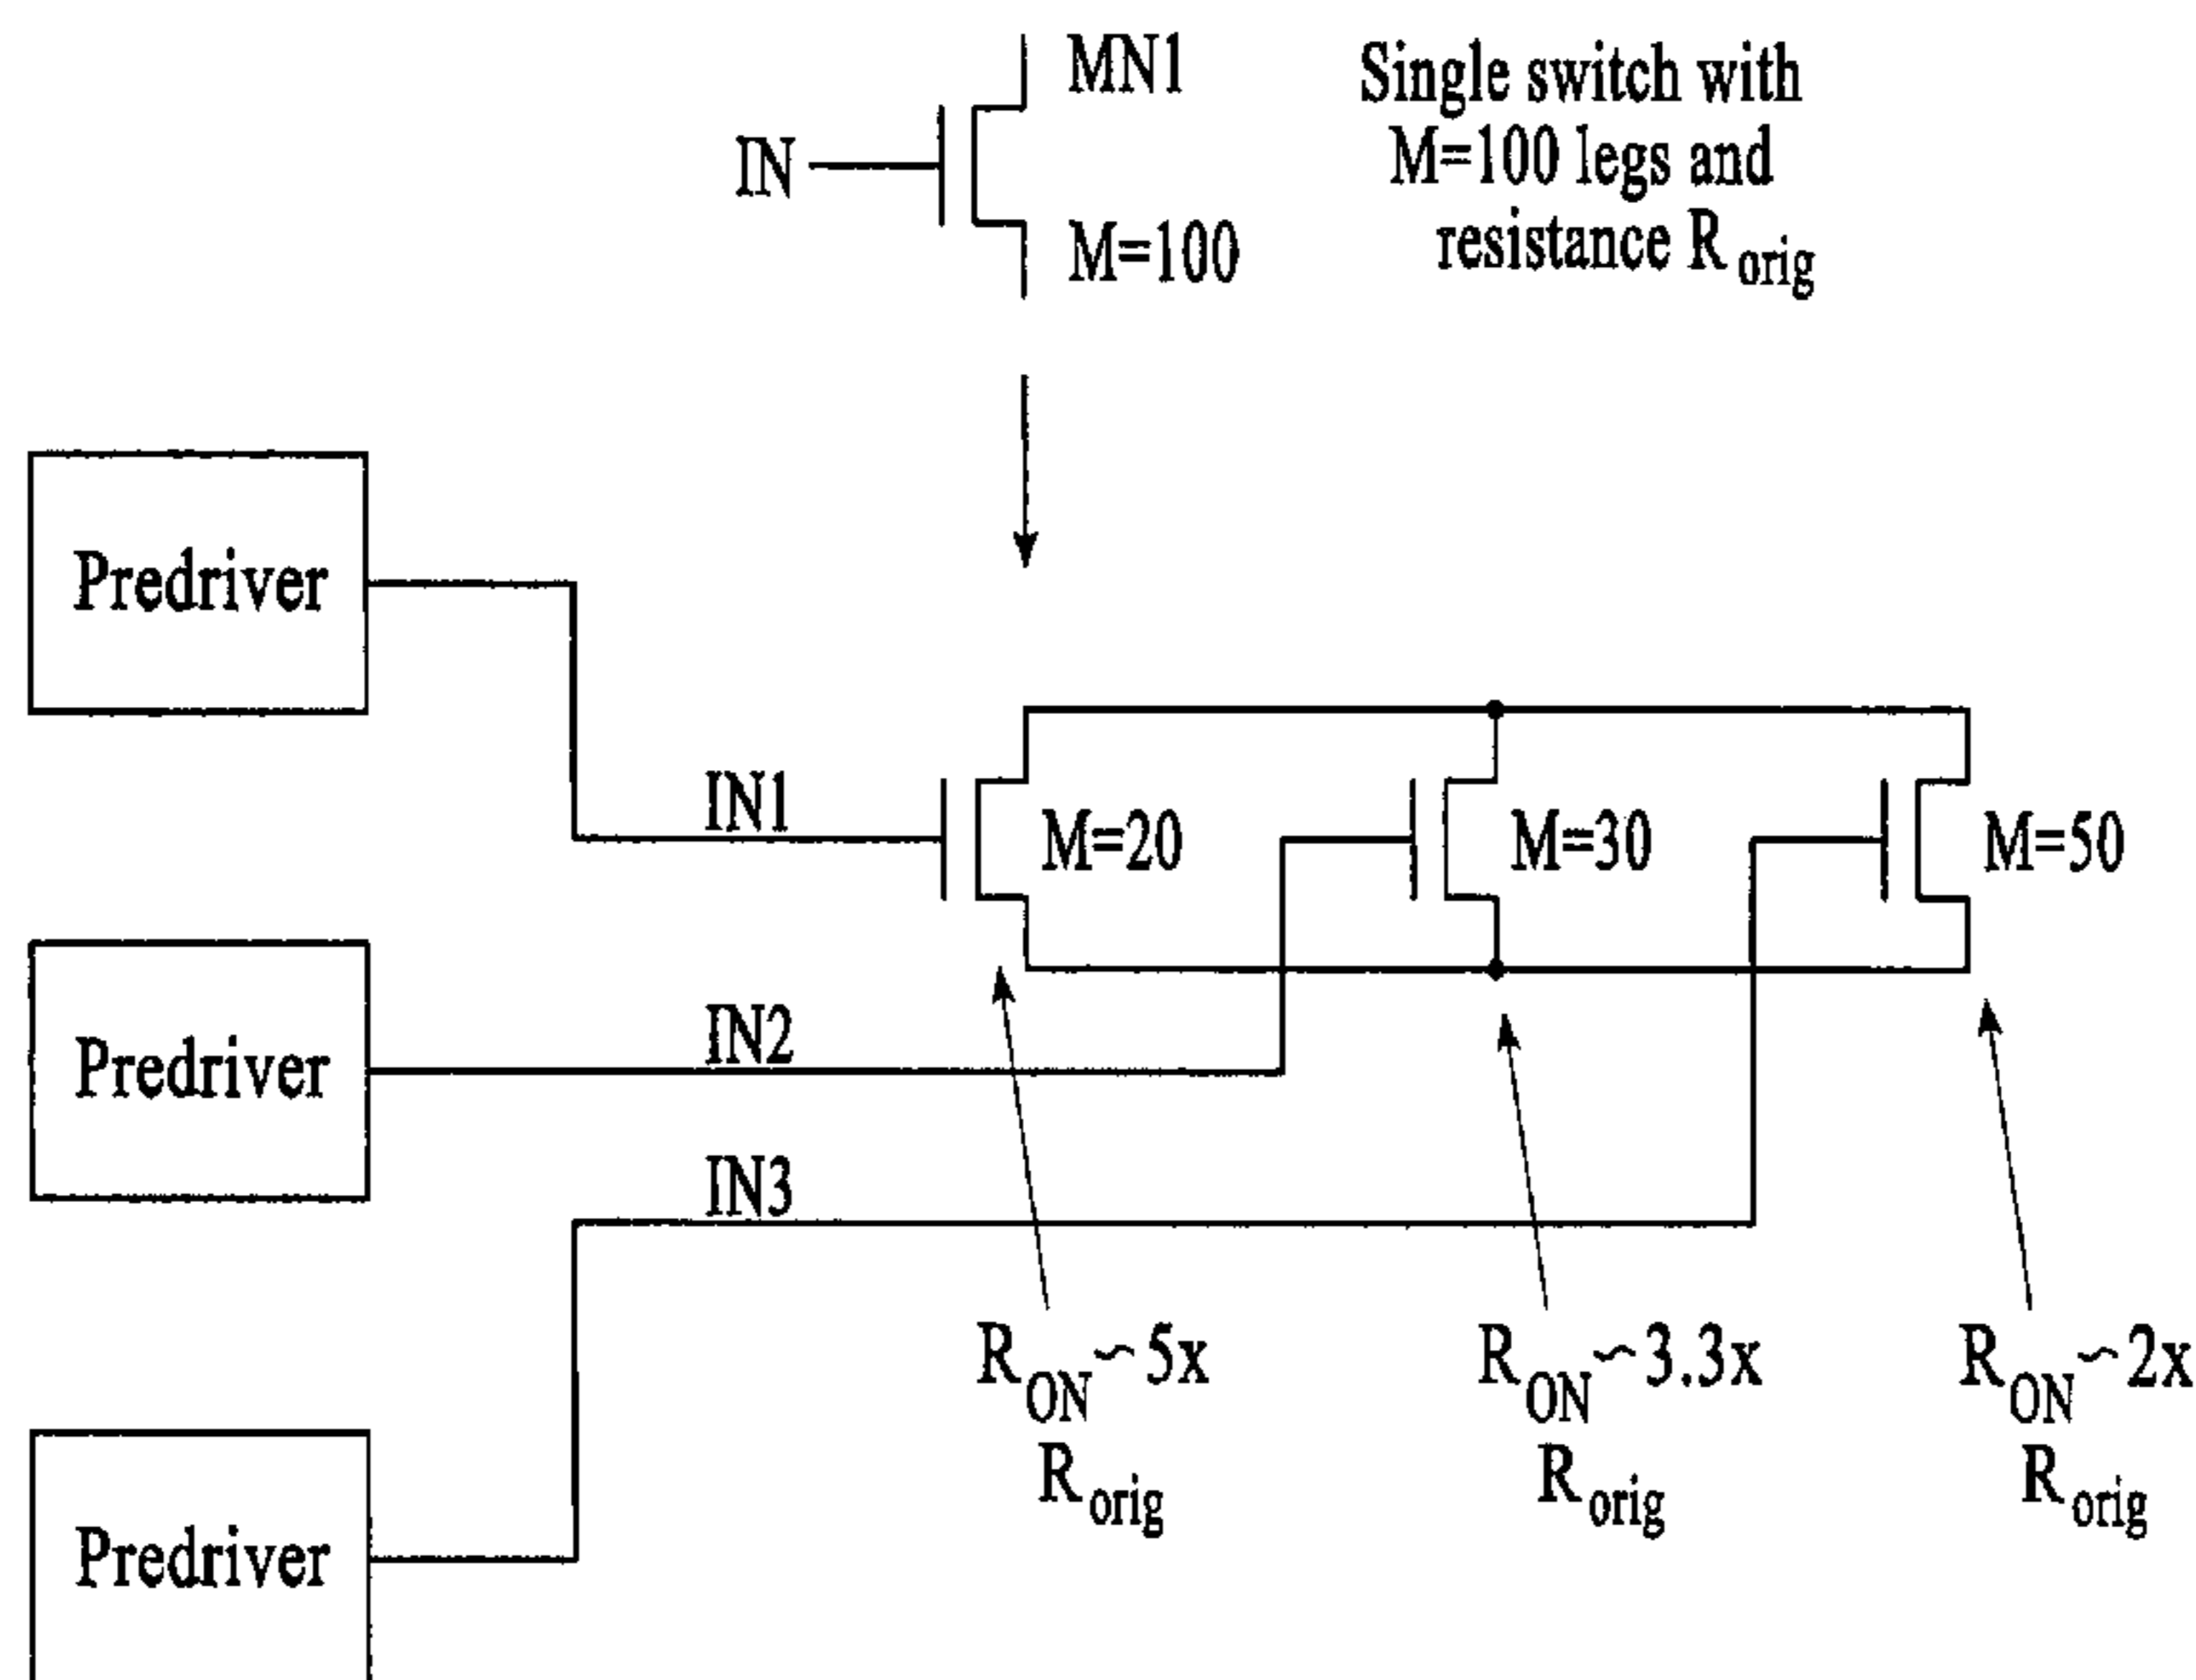 MN1
Single switch with
M=100 legs and
resistance R orig
IN
M=100
Predriver
IN1
M=20
M=30
M=50
Predriver
IN2
IN3
R ON ~5x
R orig
R ON ~3.3x
R orig
R ON ~2x
R orig
Predriver